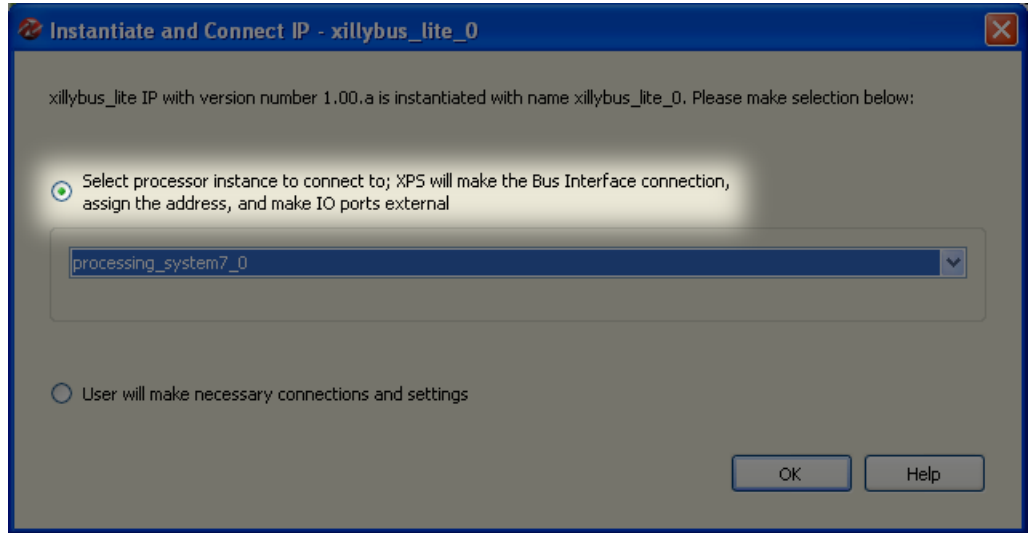 Instantiate and Connect IP - xillybus_lite_0
xillybus_lite IP with version number 1.00.a is instantiated with name xillybus_lite_0. Please make selection below:
Select processor instance to connect to; XPS will make the Bus Interface connection,
assign the address, and make IO ports external
processing_system7_0
User will make necessary connections and settings
OK
Help